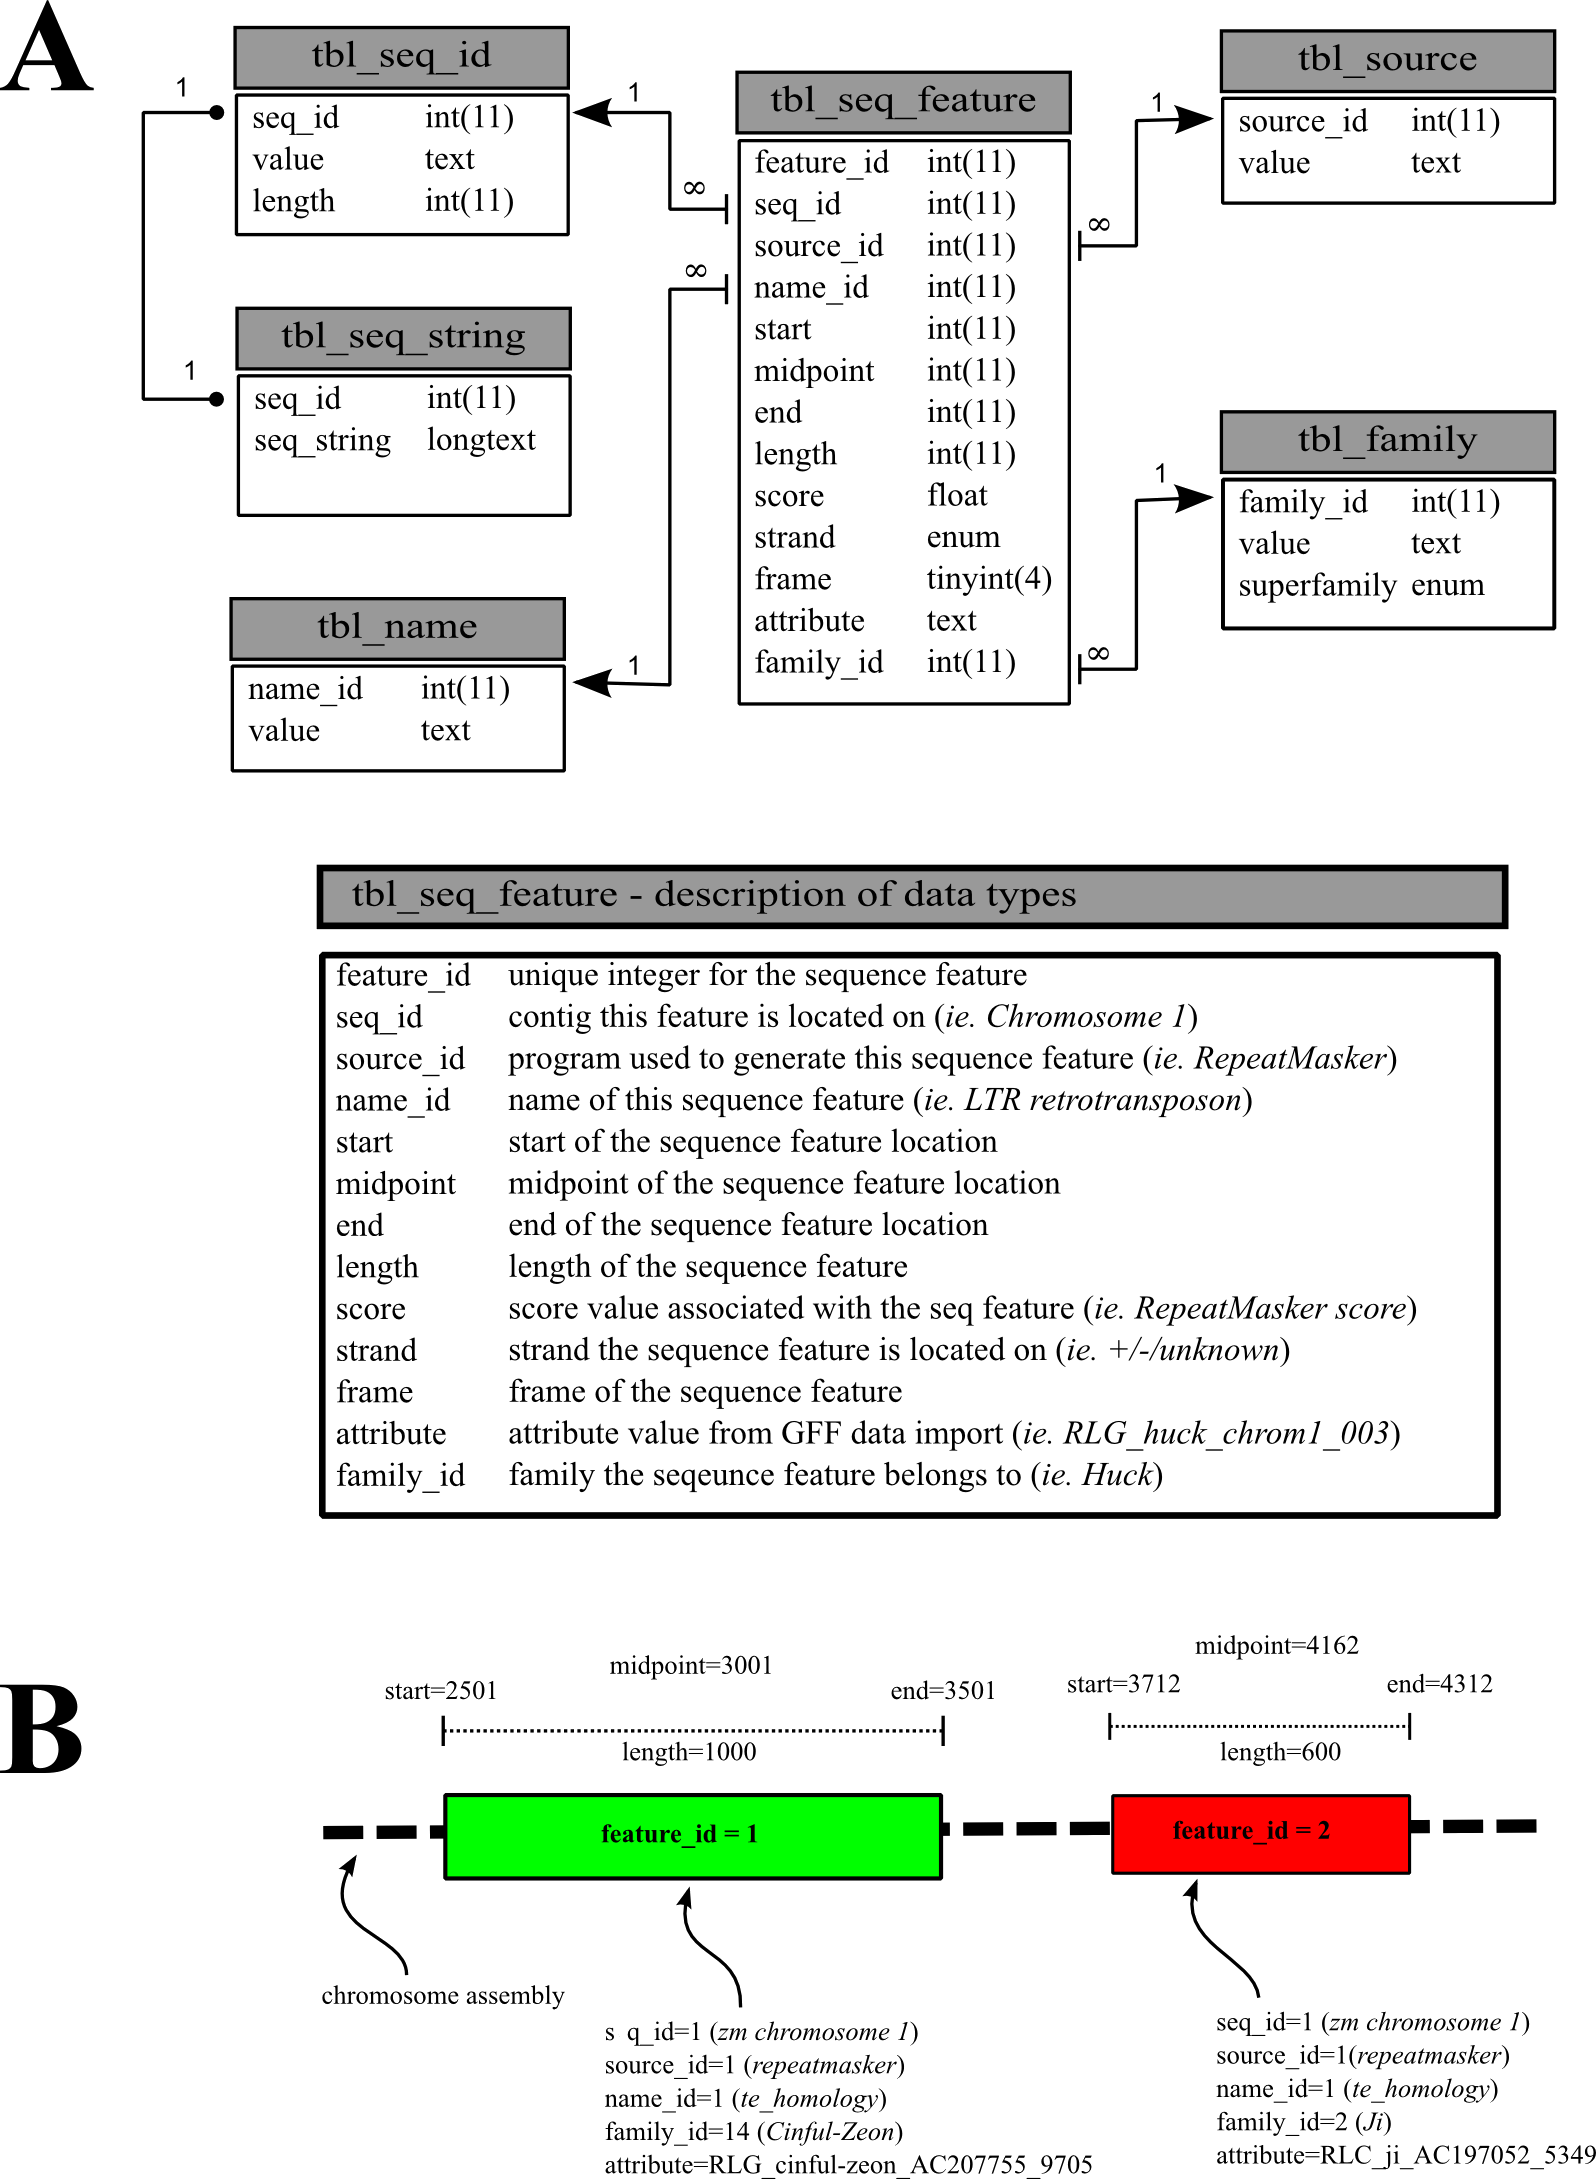 A
tbl_seq_id
1
seq_id int(11)
value text
length int(11)
1
tbl_seq_string
1
seq_id int(11)
seq_string longtext
tbl_name
name_id int(11)
value text
1
∞
∞
tbl_seq_feature
feature_id int(11)
seq_id int(11)
source_id int(11)
name_id int(11)
start int(11)
midpoint int(11)
end int(11)
length int(11)
score float
strand enum
frame tinyint(4)
attribute text
family_id int(11)
1
∞
tbl_source
source_id int(11)
value text
1
∞
tbl_family
family_id int(11)
value text
superfamily enum
tbl_seq_feature - description of data types
feature_id unique integer for the sequence feature
seq_id contig this feature is located on (ie. Chromosome 1)
source_id program used to generate this sequence feature (ie. RepeatMasker)
name_id name of this sequence feature (ie. LTR retrotransposon)
start start of the sequence feature location
midpoint midpoint of the sequence feature location
end end of the sequence feature location
length length of the sequence feature
score score value associated with the seq feature (ie. RepeatMasker score)
strand strand the sequence feature is located on (ie. +/-/unknown)
frame frame of the sequence feature
attribute attribute value from GFF data import (ie. RLG_huck_chrom1_003)
family_id family the seqeunce feature belongs to (ie. Huck)
B
midpoint=3001
start=2501 end=3501
length=1000
feature_id = 1
midpoint=4162
start=3712 end=4312
length=600
feature_id = 2
chromosome assembly
s q_id=1 (zm chromosome 1)
source_id=1 (repeatmasker)
name_id=1 (te_homology)
family_id=14 (Cinful-Zeon)
attribute=RLG_cinful-zeon_AC207755_9705
seq_id=1 (zm chromosome 1)
source_id=1(repeatmasker)
name_id=1 (te_homology)
family_id=2 (Ji)
attribute=RLC_ji_AC197052_5349